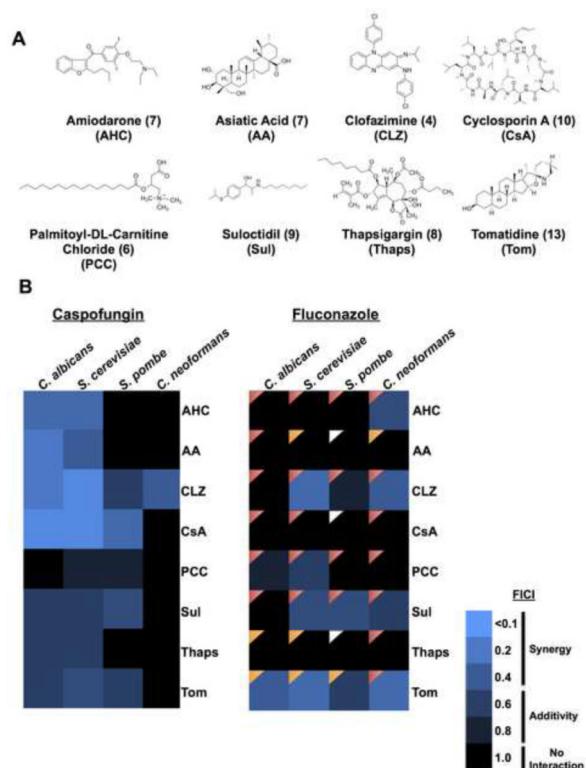 A
Amiodarone (7)
(AHC)
Asiatic Acid (7)
(AA)
Clofazimine (4)
(CLZ)
Cyclosporin A (10)
(CsA)
Palmitoyl-DL-Carnitine
Chloride (6)
(PCC)
Suloctidil (9)
(Sul)
Thapsigargin (8)
(Thaps)
Tomatidine (13)
(Tom)
B
Caspofungin
Fluconazole
C. albicans
S. cerevisiae
S. pombe
C. neoformans
C. albicans
S. cerevisiae
S. pombe
C. neoformans
AHC
AHC
AA
AA
CLZ
CLZ
CsA
CsA
PCC
PCC
Sul
Sul
Thaps
Thaps
Tom
Tom
FICI
<0.1
0.2
0.4
Synergy
0.6
0.8
Additivity
1.0
No
Interaction